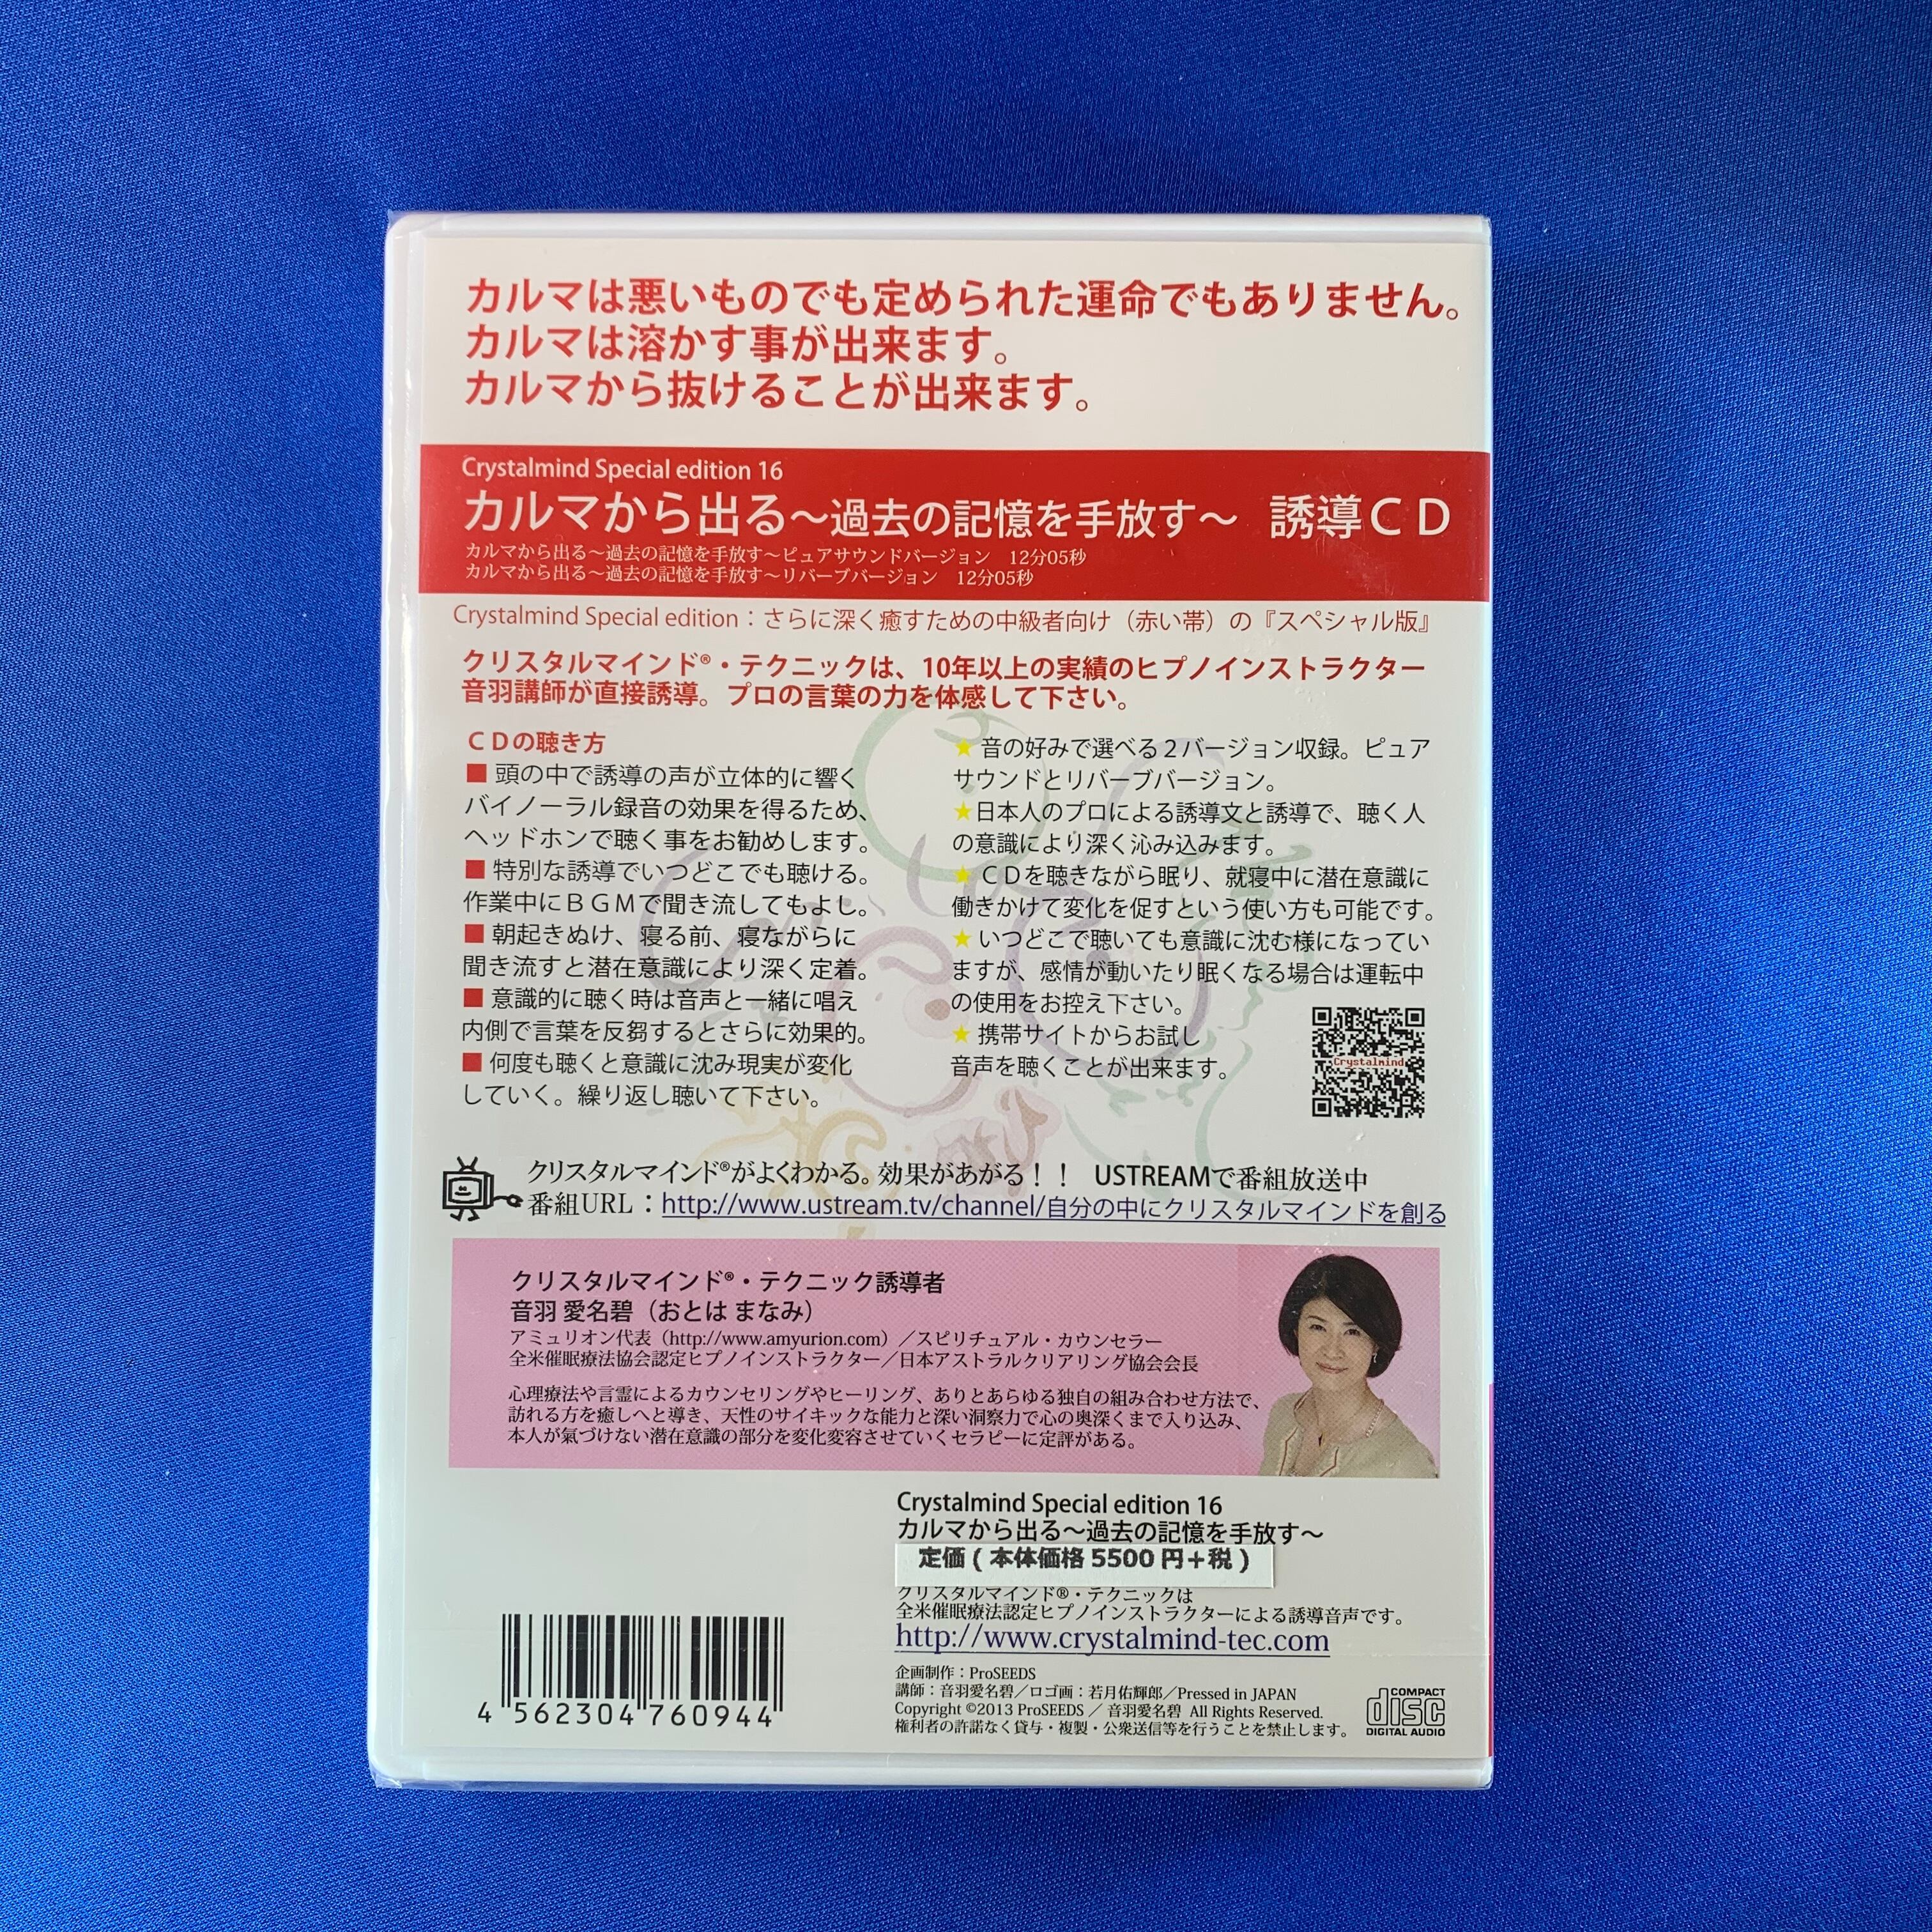 カルマは悪いものでも定められた運命でもありません。
カルマは溶かす事が出来ます。
カルマから抜けることが出来ます。
Crystalmind Special edition 16
カルマから出る～過去の記憶を手放す～ 誘導ＣＤ
カルマから出る～過去の記憶を手放す～ピュアサウンドバージョン 12分05秒
カルマから出る～過去の記憶を手放す～リバーブバージョン 12分05秒
Crystalmind Special edition：さらに深く癒すための中級者向け（赤い帯）の『スペシャル版』
クリスタルマインド®・テクニックは、10年以上の実績のヒプノインストラクター
音羽講師が直接誘導。プロの言葉の力を体感して下さい。
ＣＤの聴き方
■ 頭の中で誘導の声が立体的に響く
バイノーラル録音の効果を得るため、
ヘッドホンで聴く事をお勧めします。
■ 特別な誘導でいつどこでも聴ける。
作業中にＢＧＭで聞き流してもよし。
■ 朝起きぬけ、寝る前、寝ながらに
聞き流すと潜在意識により深く定着。
■ 意識的に聴く時は音声と一緒に唱え
内側で言葉を反芻するとさらに効果的。
■ 何度も聴くと意識に沈み現実が変化
していく。繰り返し聴いて下さい。
★ 音の好みで選べる２バージョン収録。ピュア
サウンドとリバーブバージョン。
★日本人のプロによる誘導文と誘導で、聴く人
の意識により深く沁み込みます。
★ ＣＤを聴きながら眠り、就寝中に潜在意識に
働きかけて変化を促すという使い方も可能です。
★ いつどこで聴いても意識に沈む様になってい
ますが、感情が動いたり眠くなる場合は運転中
の使用をお控え下さい。
★ 携帯サイトからお試し
音声を聴くことが出来ます。
Crystalmind
クリスタルマインド®がよくわかる。効果があがる！！ USTREAMで番組放送中
番組URL：http://www.ustream.tv/channel/自分の中にクリスタルマインドを創る
クリスタルマインド®・テクニック誘導者
音羽 愛名碧（おとは まなみ）
アミュリオン代表（http://www.amyurion.com）／スピリチュアル・カウンセラー
全米催眠療法協会認定ヒプノインストラクター／日本アストラルクリアリング協会会長
心理療法や言霊によるカウンセリングやヒーリング、ありとあらゆる独自の組み合わせ方法で、
訪れる方を癒しへと導き、天性のサイキックな能力と深い洞察力で心の奥深くまで入り込み、
本人が氣づけない潜在意識の部分を変化変容させていくセラピーに定評がある。
Crystalmind Special edition 16
カルマから出る～過去の記憶を手放す～
定価 ( 本体価格 5500 円＋税 )
クリスタルマインド®・テクニックは
全米催眠療法認定ヒプノインストラクターによる誘導音声です。
http://www.crystalmind-tec.com
企画制作：ProSEEDS
講師：音羽愛名碧／ロゴ画：若月佑輝郎／Pressed in JAPAN
Copyright ©2013 ProSEEDS ／ 音羽愛名碧 All Rights Reserved.
権利者の許諾なく貸与・複製・公衆送信等を行うことを禁止します。
COMPACT
disc
DIGITAL AUDIO
4 562304 760944